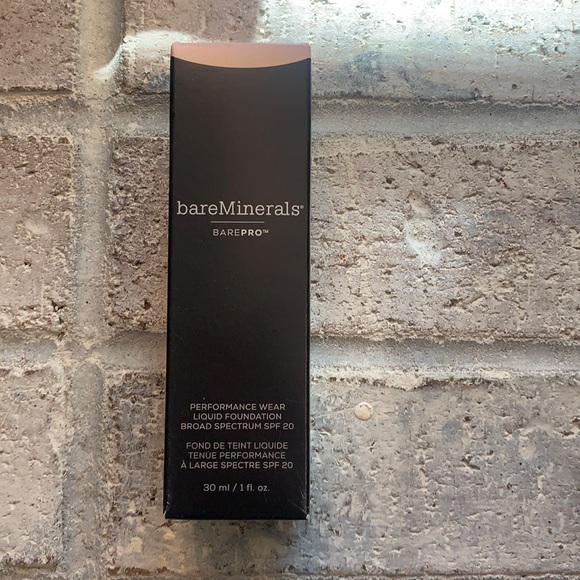 bareMinerals®
BAREPRO™
PERFORMANCE WEAR
LIQUID FOUNDATION
BROAD SPECTRUM SPF 20
FOND DE TEINT LIQUIDE
TENUE PERFORMANCE
À LARGE SPECTRE SPF 20
30 ml / 1 fl. oz.